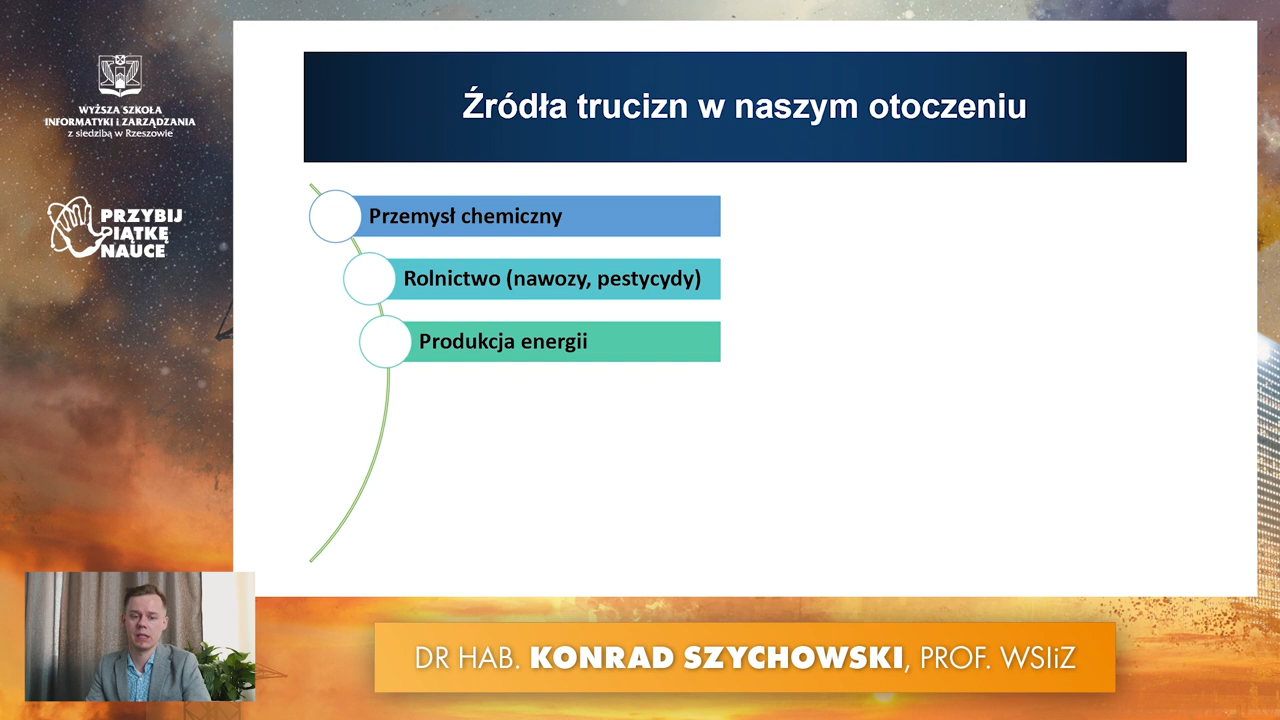 WYŻSZA SZKOŁA
INFORMATYKI i ZARZĄDZANIA
z siedzibą w Rzeszowie
PRZYBIJ
PIĄTKĘ
NAUCE
Źródła trucizn w naszym otoczeniu
Przemysł chemiczny
Rolnictwo (nawozy, pestycydy)
Produkcja energii
DR HAB. KONRAD SZYCHOWSKI, PROF. WSIiZ